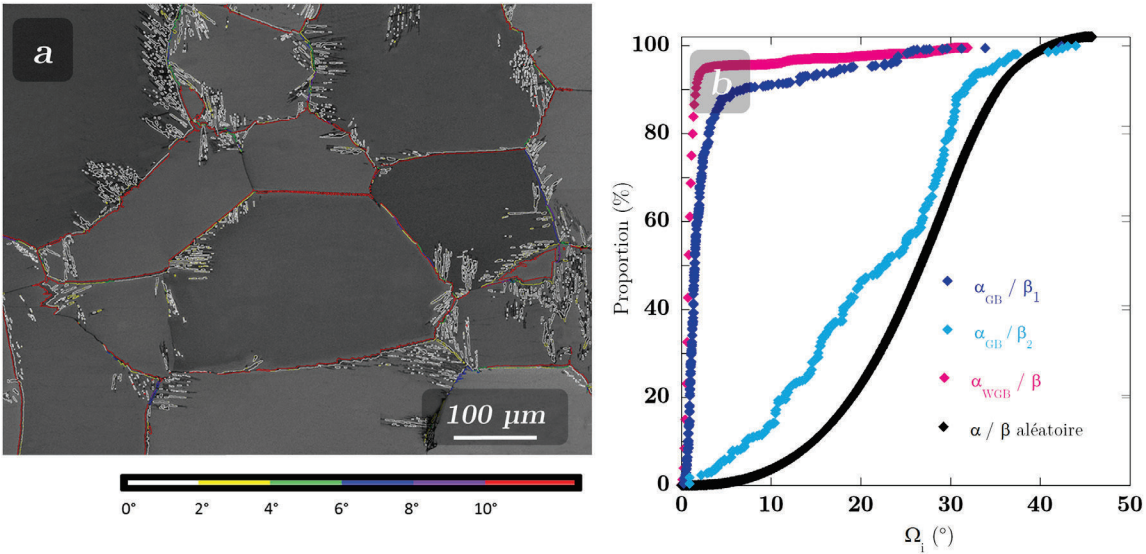 a
100 µm
0° 2° 4° 6° 8° 10°
b
Proportion (%)
100
80
60
40
20
0
α_GB / β_1
α_GB / β_2
α_WGB / β
α / β aléatoire
0 10 20 30 40 50
Ω_i (°)